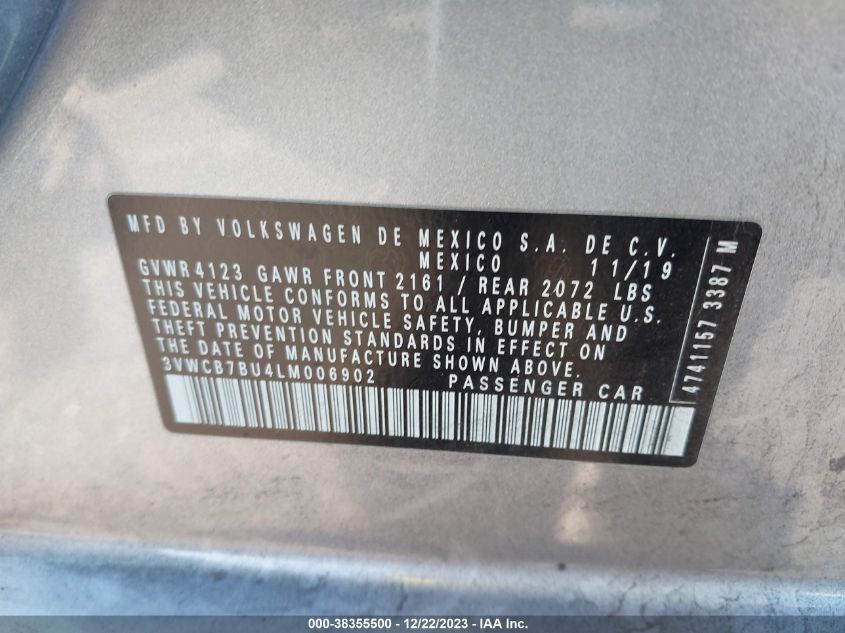 MFD BY VOLKSWAGEN DE MEXICO S.A. DE C.V.
MEXICO 11/19
GVWR 4123 GAWR FRONT 2161 / REAR 2072 LBS
THIS VEHICLE CONFORMS TO ALL APPLICABLE U.S.
FEDERAL MOTOR VEHICLE SAFETY, BUMPER AND
THEFT PREVENTION STANDARDS IN EFFECT ON
THE DATE OF MANUFACTURE SHOWN ABOVE.
3VWCB7BU4LM006902 PASSENGER CAR
4741157 3387 M
000-38355500 - 12/22/2023 - IAA Inc.